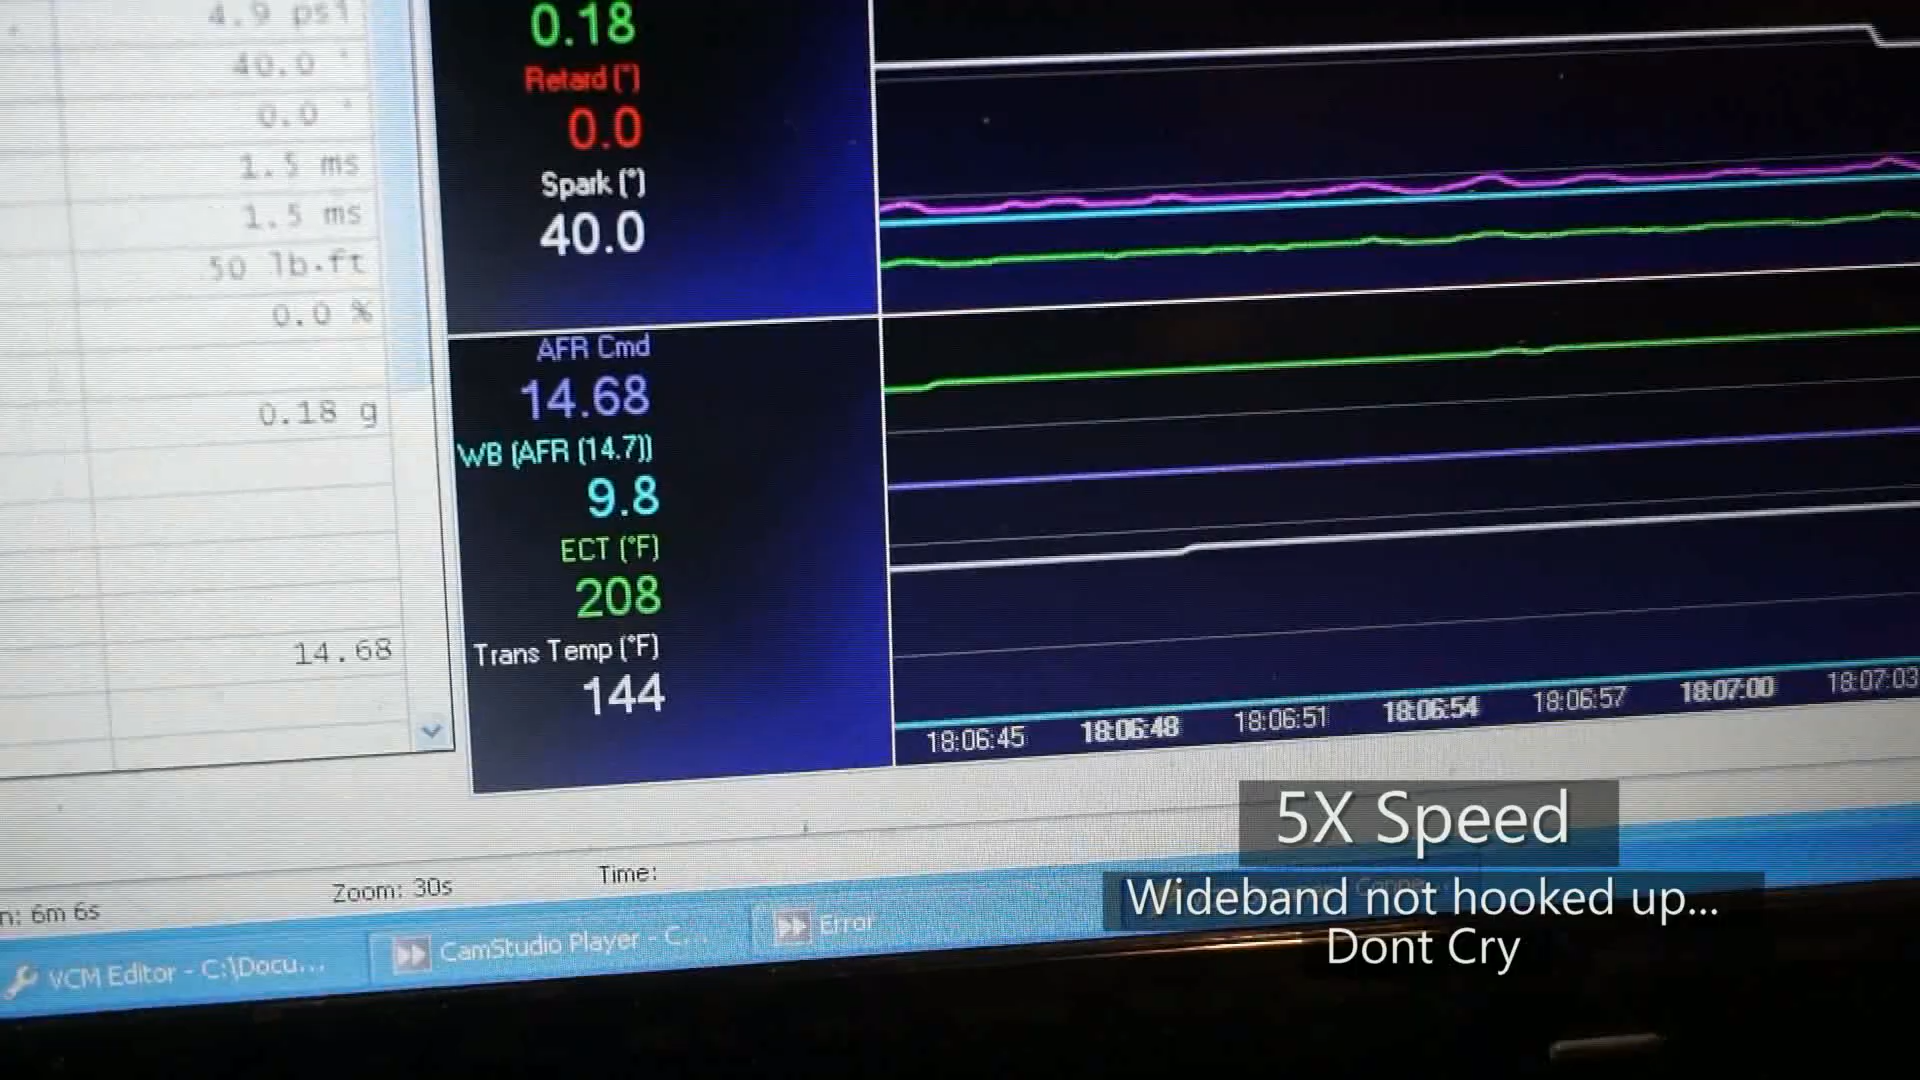 4.9 psi
40.0 °
0.0 °
1.5 ms
1.5 ms
50 lb·ft
0.0 %
0.18 g
14.68
0.18
Retard (°)
0.0
Spark (°)
40.0
AFR Cmd
14.68
WB (AFR (14.7))
9.8
ECT (°F)
208
Trans Temp (°F)
144
18:06:45 18:06:48 18:06:51 18:06:54 18:06:57 18:07:00 18:07:03
n: 6m 6s Zoom: 30s Time:
VCM Editor - C:\Docu... CamStudio Player - C... Error
5X Speed
Wideband not hooked up...
Dont Cry